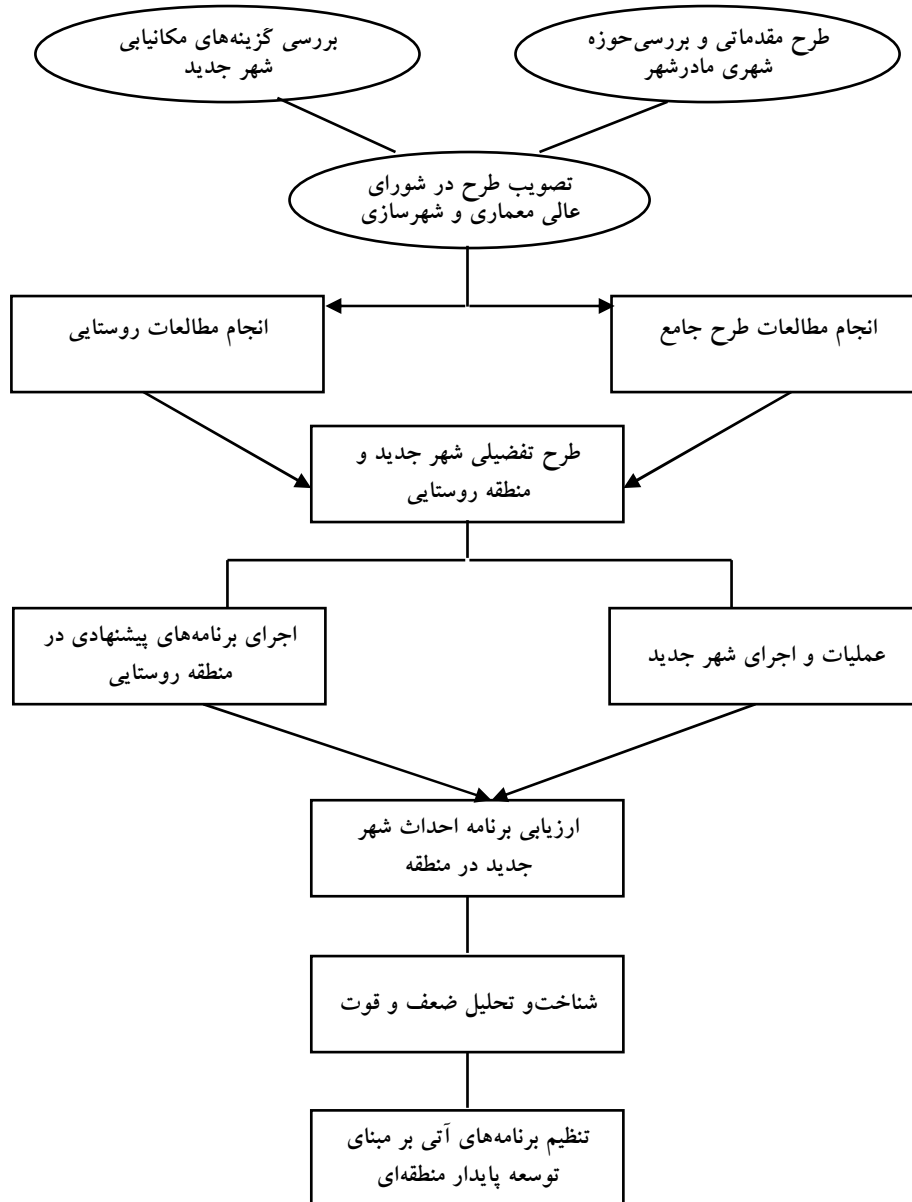 طرح مقدماتی و بررسی‌حوزه
شهری مادرشهر
بررسی گزینه‌های مکانیابی
شهر جدید
تصویب طرح در شورای
عالی معماری و شهرسازی
انجام مطالعات طرح جامع
انجام مطالعات روستایی
طرح تفضیلی شهر جدید و
منطقه روستایی
عملیات و اجرای شهر جدید
اجرای برنامه‌های پیشنهادی در
منطقه روستایی
ارزیابی برنامه احداث شهر
جدید در منطقه
شناخت‌و تحلیل ضعف و قوت
تنظیم برنامه‌های آتی بر مبنای
توسعه پایدار منطقه‌ای